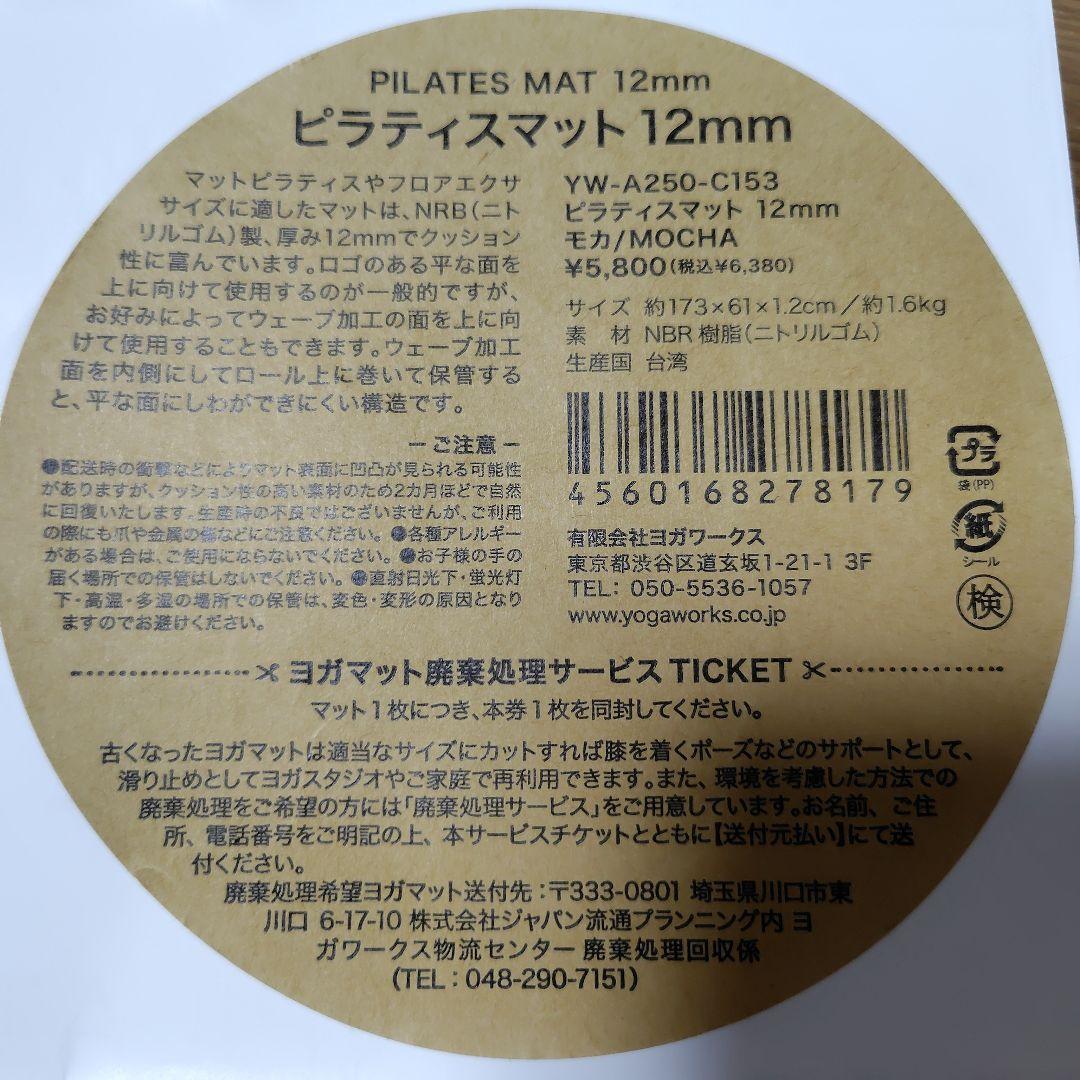 PILATES MAT 12mm
ピラティスマット 12mm
マットピラティスやフロアエクサ
サイズに適したマットは、NRB（ニト
リルゴム）製、厚み12mmでクッション
性に富んでいます。ロゴのある平な面を
上に向けて使用するのが一般的ですが、
お好みによってウェーブ加工の面を上に向
けて使用することもできます。ウェーブ加工
面を内側にしてロール上に巻いて保管する
と、平な面にしわができにくい構造です。
－ご注意－
●配送時の衝撃などによりマット表面に凹凸が見られる可能性
がありますが、クッション性の高い素材のため2カ月ほどで自然
に回復いたします。生産時の不良ではございませんが、ご利用
の際にも爪や金属の傷などにご注意ください。●各種アレルギー
がある場合は、ご使用にならないでください。●お子様の手の
届く場所での保管はしないでください。●直射日光下・蛍光灯
下・高温・多湿の場所での保管は、変色・変形の原因となり
ますのでお避けください。
YW-A250-C153
ピラティスマット 12mm
モカ/MOCHA
¥5,800（税込¥6,380）
サイズ 約173×61×1.2cm／約1.6kg
素　材 NBR樹脂（ニトリルゴム）
生産国 台湾
4560168278179
プラ
袋(PP)
紙
シール
検
有限会社ヨガワークス
東京都渋谷区道玄坂1-21-1 3F
TEL: 050-5536-1057
www.yogaworks.co.jp
ヨガマット廃棄処理サービス TICKET
マット1枚につき、本券1枚を同封してください。
古くなったヨガマットは適当なサイズにカットすれば膝を着くポーズなどのサポートとして、
滑り止めとしてヨガスタジオやご家庭で再利用できます。また、環境を考慮した方法での
廃棄処理をご希望の方には「廃棄処理サービス」をご用意しています。お名前、ご住
所、電話番号をご明記の上、本サービスチケットとともに【送付元払い】にて送
付ください。
廃棄処理希望ヨガマット送付先：〒333-0801 埼玉県川口市東
川口 6-17-10 株式会社ジャパン流通プランニング内 ヨ
ガワークス物流センター 廃棄処理回収係
（TEL：048-290-7151）